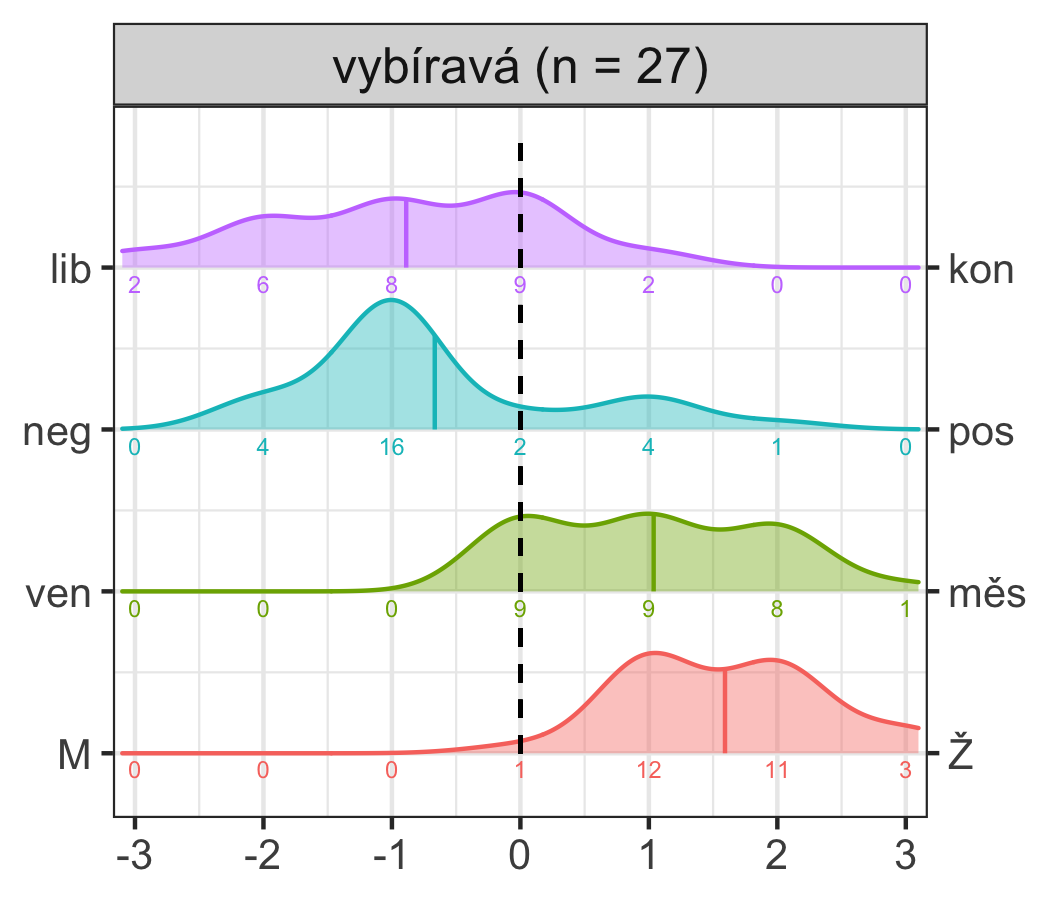 vybíravá (n = 27)
lib kon
2 6 8 9 2 0 0
neg pos
0 4 16 2 4 1 0
ven měs
0 0 0 9 9 8 1
M Ž
0 0 0 1 12 11 3
-3 -2 -1 0 1 2 3